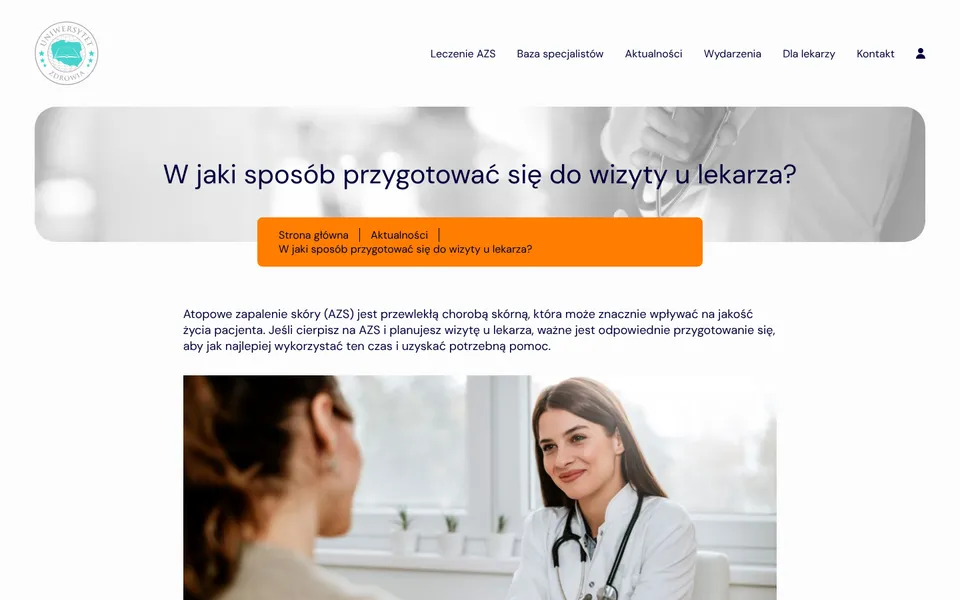 UNIWERSYTET
ZDROWIA
Leczenie AZS
Baza specjalistów
Aktualności
Wydarzenia
Dla lekarzy
Kontakt
W jaki sposób przygotować się do wizyty u lekarza?
Strona główna
Aktualności
W jaki sposób przygotować się do wizyty u lekarza?
Atopowe zapalenie skóry (AZS) jest przewlekłą chorobą skórną, która może znacznie wpływać na jakość
życia pacjenta. Jeśli cierpisz na AZS i planujesz wizytę u lekarza, ważne jest odpowiednie przygotowanie się,
aby jak najlepiej wykorzystać ten czas i uzyskać potrzebną pomoc.